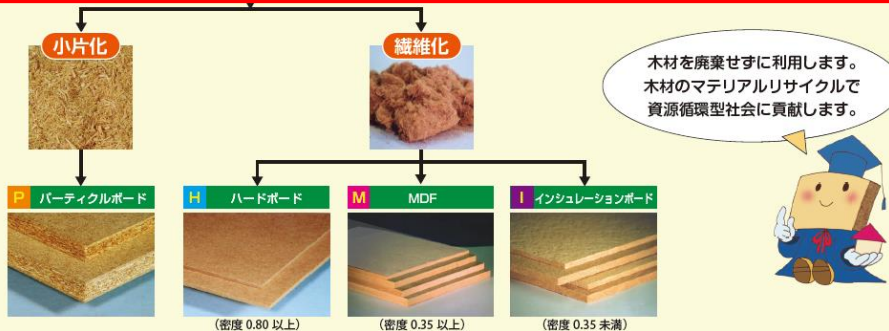 小片化
繊維化
木材を廃棄せずに利用します。
木材のマテリアルリサイクルで
資源循環型社会に貢献します。
P パーティクルボード
H ハードボード
M MDF
I インシュレーションボード
(密度 0.80 以上)
(密度 0.35 以上)
(密度 0.35 未満)